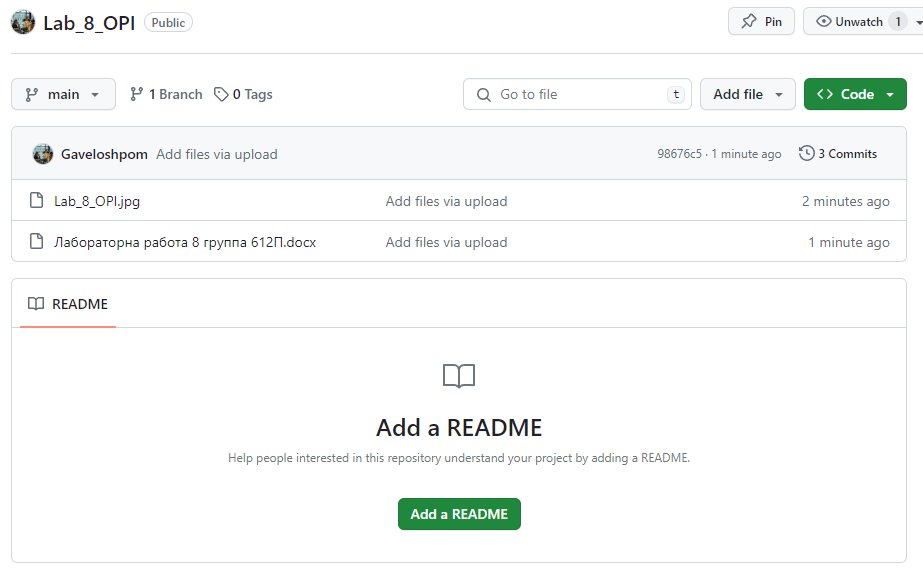 Lab_8_OPI Public Pin Unwatch 1
main 1 Branch 0 Tags Go to file t Add file Code
Gaveloshpom Add files via upload 98676c5 · 1 minute ago 3 Commits
Lab_8_OPI.jpg Add files via upload 2 minutes ago
Лабораторна работа 8 группа 612П.docx Add files via upload 1 minute ago
README
Add a README
Help people interested in this repository understand your project by adding a README.
Add a README